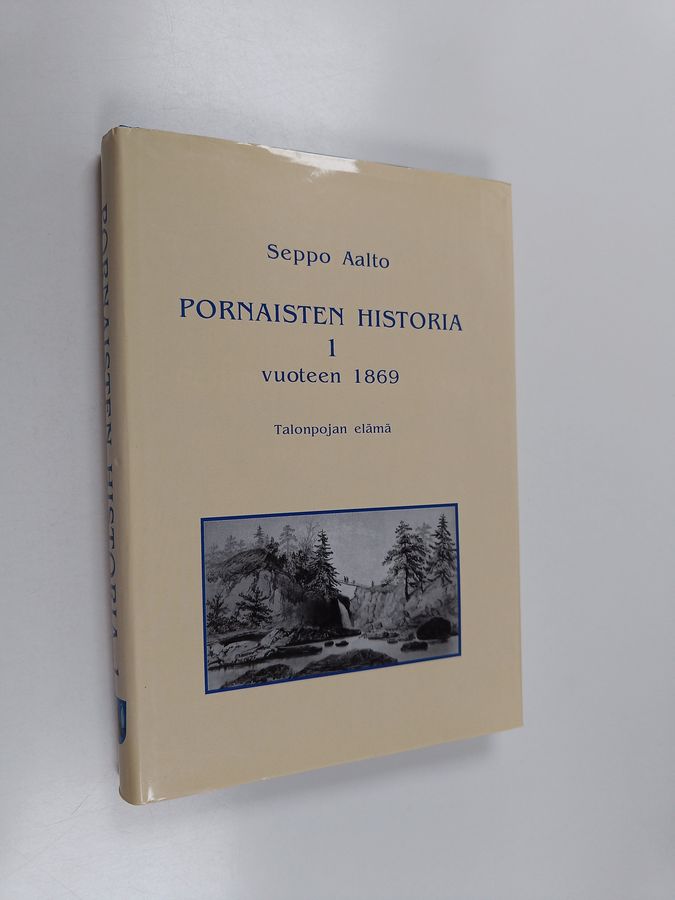 Seppo Aalto
PORNAISTEN HISTORIA
1
vuoteen 1869
Talonpojan elämä
PORNAISTEN HISTORIA 1